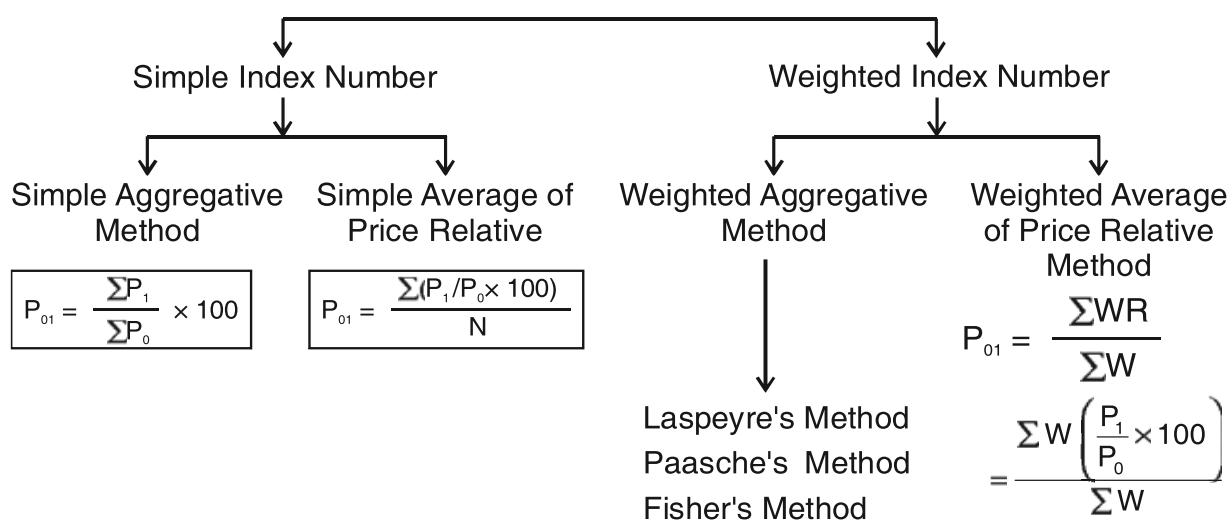 Simple Index Number
Weighted Index Number
Simple Aggregative
Method
P₀₁ = ΣP₁ / ΣP₀ × 100
Simple Average of
Price Relative
P₀₁ = Σ(P₁/P₀× 100) / N
Weighted Aggregative
Method
Laspeyre's Method
Paasche's Method
Fisher's Method
Weighted Average
of Price Relative
Method
P₀₁ = ΣWR / ΣW
= ΣW(P₁/P₀ × 100) / ΣW